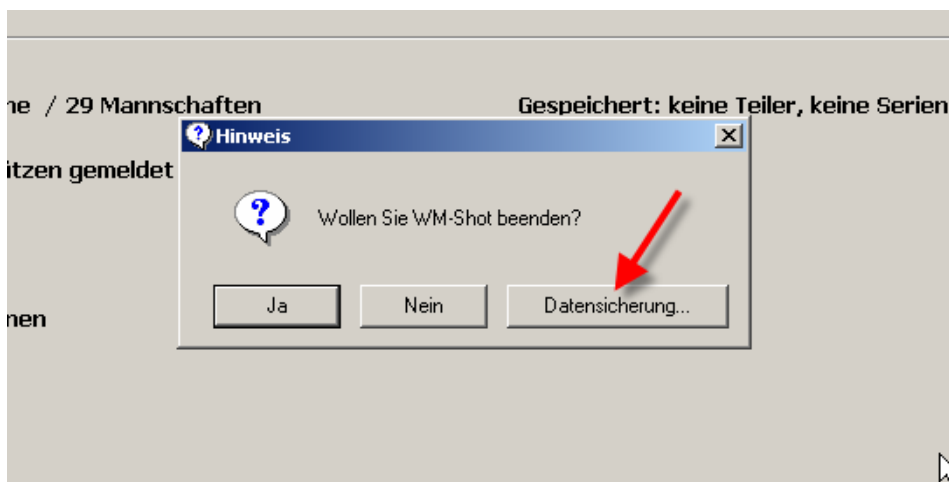 ne / 29 Mannschaften
Gespeichert: keine Teiler, keine Serien
Hinweis
itzen gemeldet
Wollen Sie WM-Shot beenden?
Ja
Nein
Datensicherung...
nen